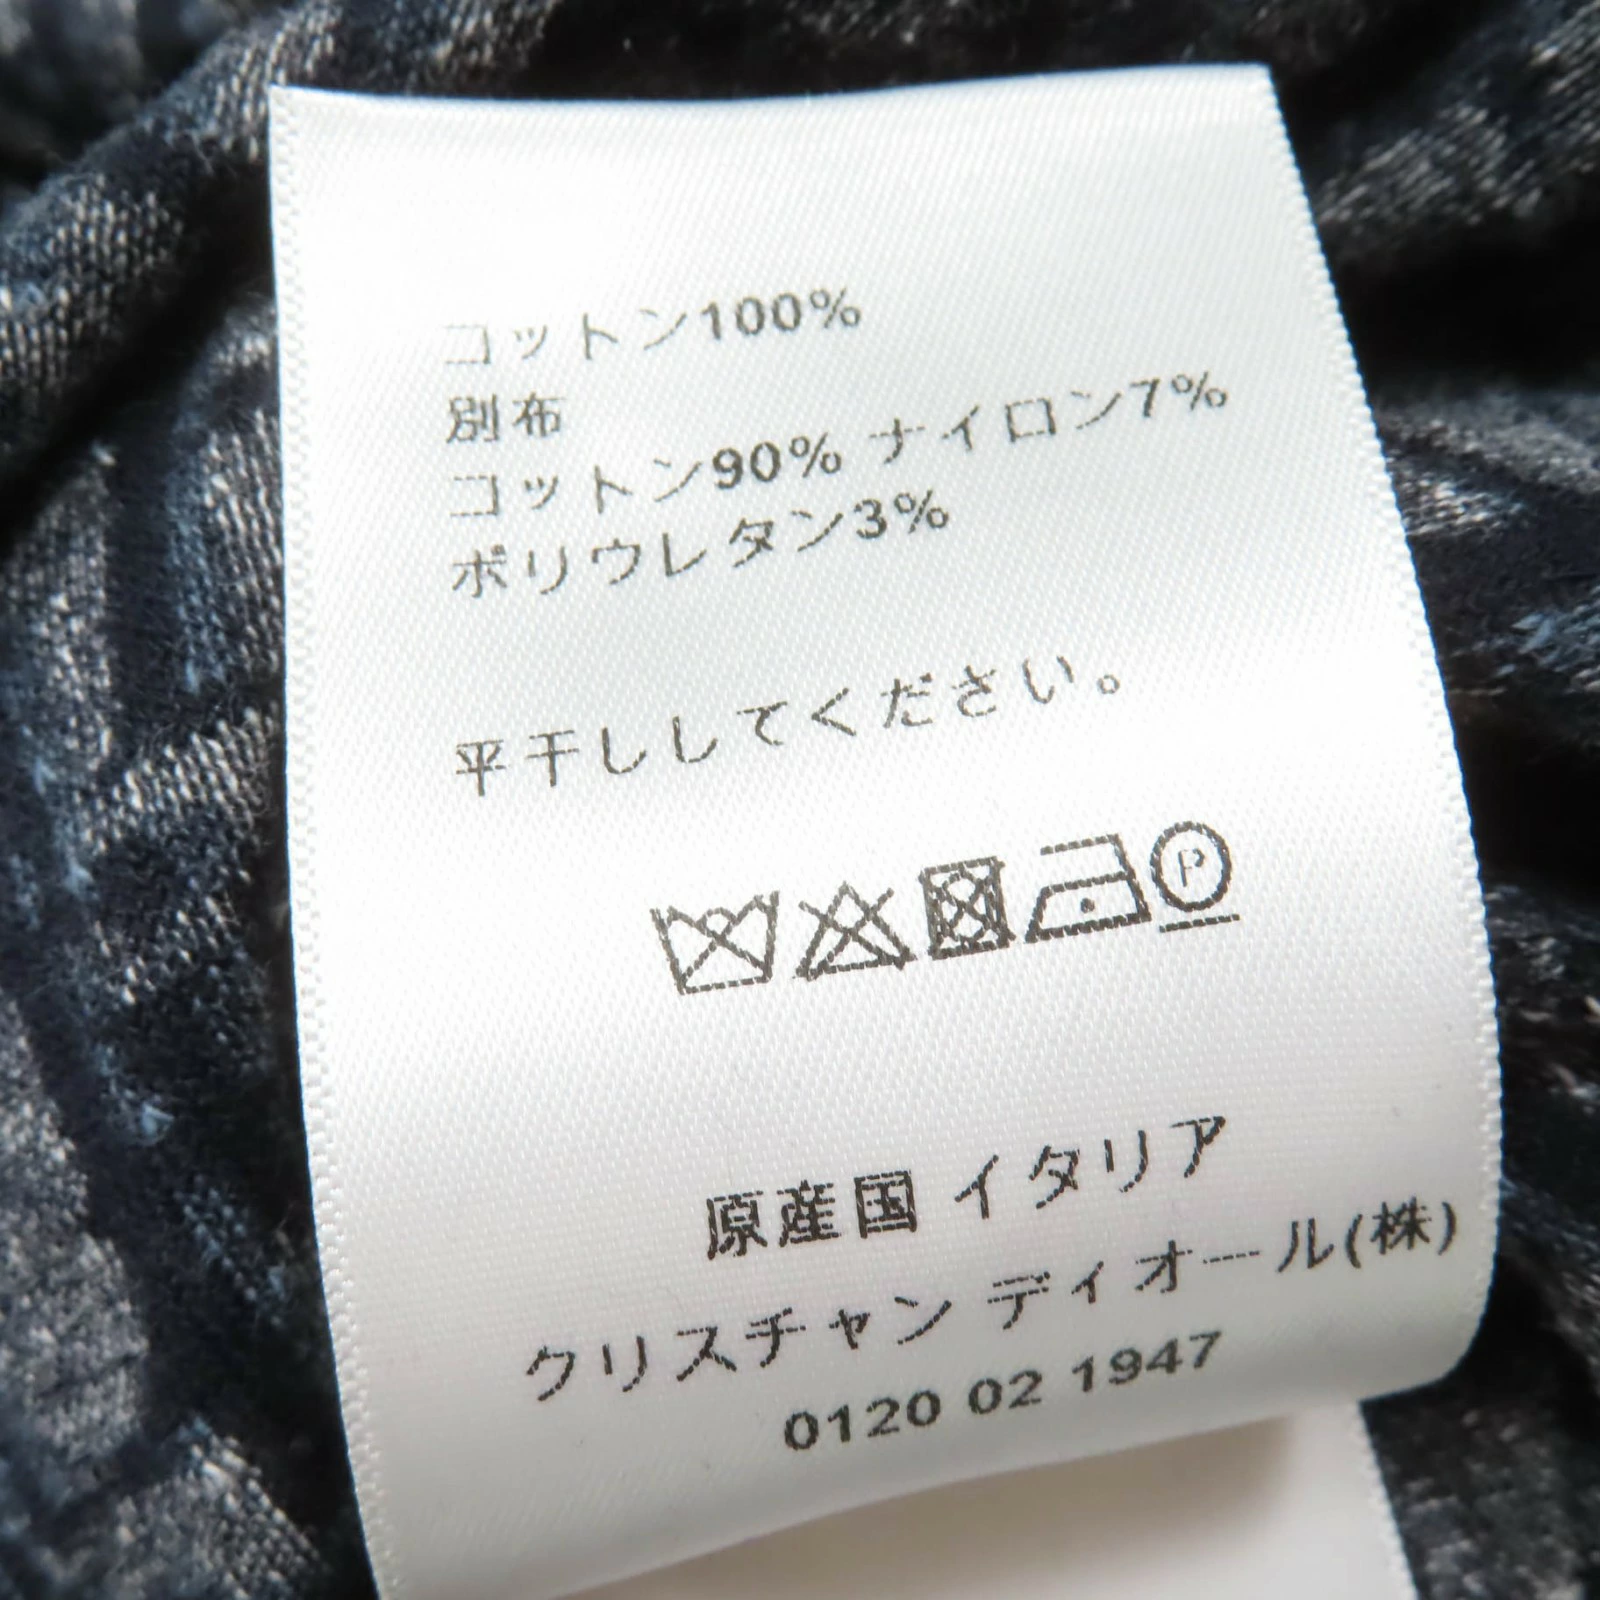 コットン100%
別布
コットン90% ナイロン7%
ポリウレタン3%
平干ししてください。
P
原産国 イタリア
クリスチャン ディオール(株)
0120 02 1947